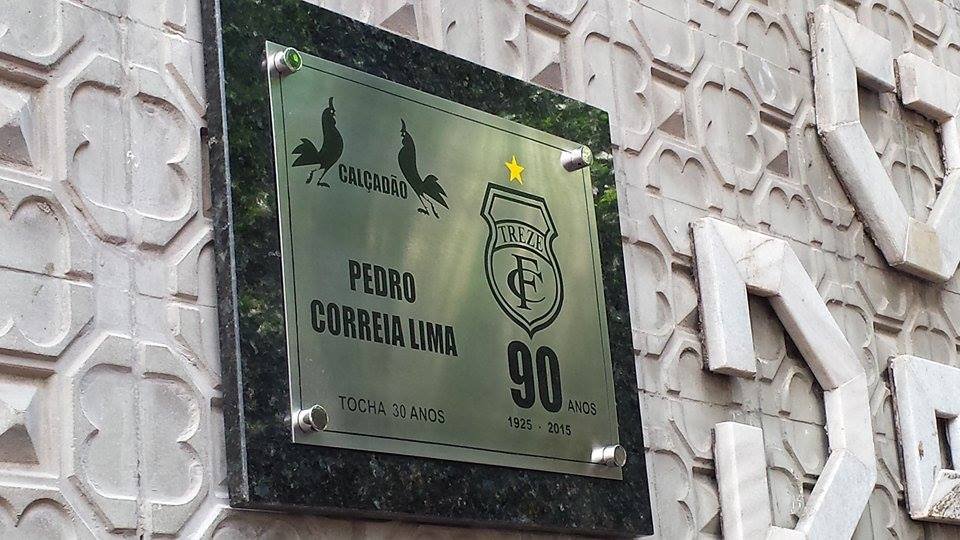 CALÇADÃO
TREZE
FC
PEDRO
CORREIA LIMA
90 ANOS
1925 · 2015
TOCHA 30 ANOS